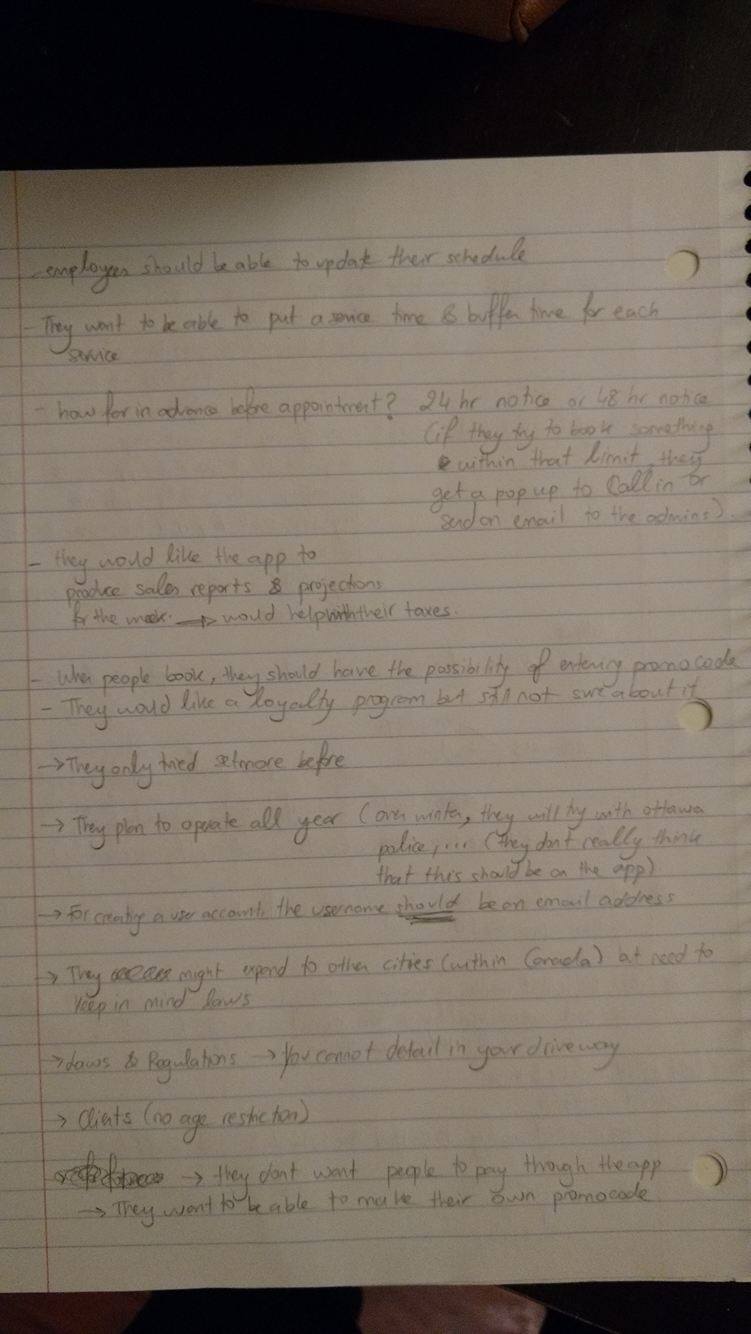 - employees should be able to update their schedule
- They want to be able to put a service time & buffer time for each
service
- how far in advance before appointment? 24 hr notice or 48 hr notice
(if they try to book something
within that limit, they
get a pop up to call in or
send an email to the admins).
- they would like the app to
produce sales reports & projections
for the week. → would help with their taxes.
- When people book, they should have the possibility of entering promocode
- They would like a loyalty program but still not sure about it
→ They only tried setmore before
→ They plan to operate all year (over winter, they will try with ottawa
police, ... (they don't really think
that this should be on the app)
→ For creating a user account, the username should be an email address
→ They might expand to other cities (within Canada) but need to
keep in mind laws
→ Laws & Regulations → You cannot detail in your driveway
→ Clients (no age restriction)
→ they dont want people to pay though the app
→ They want to be able to make their own promocode